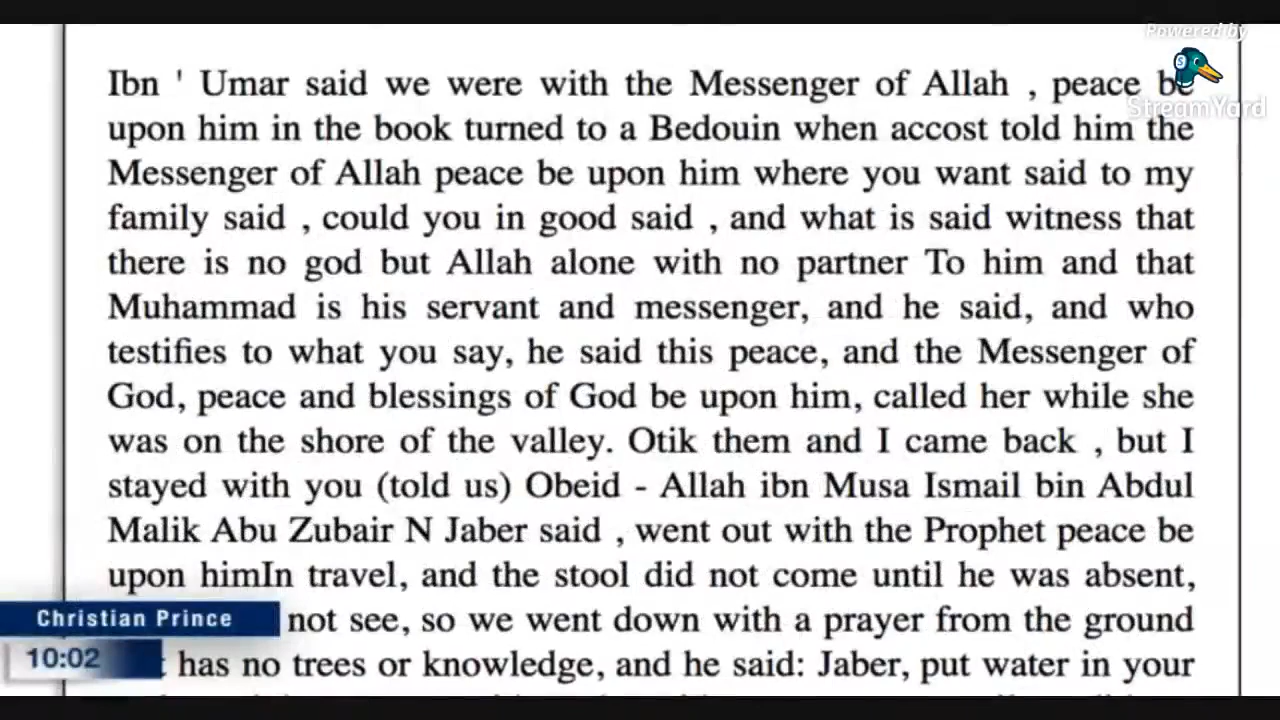 Powered by
StreamYard
Ibn ' Umar said we were with the Messenger of Allah , peace be
upon him in the book turned to a Bedouin when accost told him the
Messenger of Allah peace be upon him where you want said to my
family said , could you in good said , and what is said witness that
there is no god but Allah alone with no partner To him and that
Muhammad is his servant and messenger, and he said, and who
testifies to what you say, he said this peace, and the Messenger of
God, peace and blessings of God be upon him, called her while she
was on the shore of the valley. Otik them and I came back , but I
stayed with you (told us) Obeid - Allah ibn Musa Ismail bin Abdul
Malik Abu Zubair N Jaber said , went out with the Prophet peace be
upon himIn travel, and the stool did not come until he was absent,
not see, so we went down with a prayer from the ground
has no trees or knowledge, and he said: Jaber, put water in your
Christian Prince
10:02